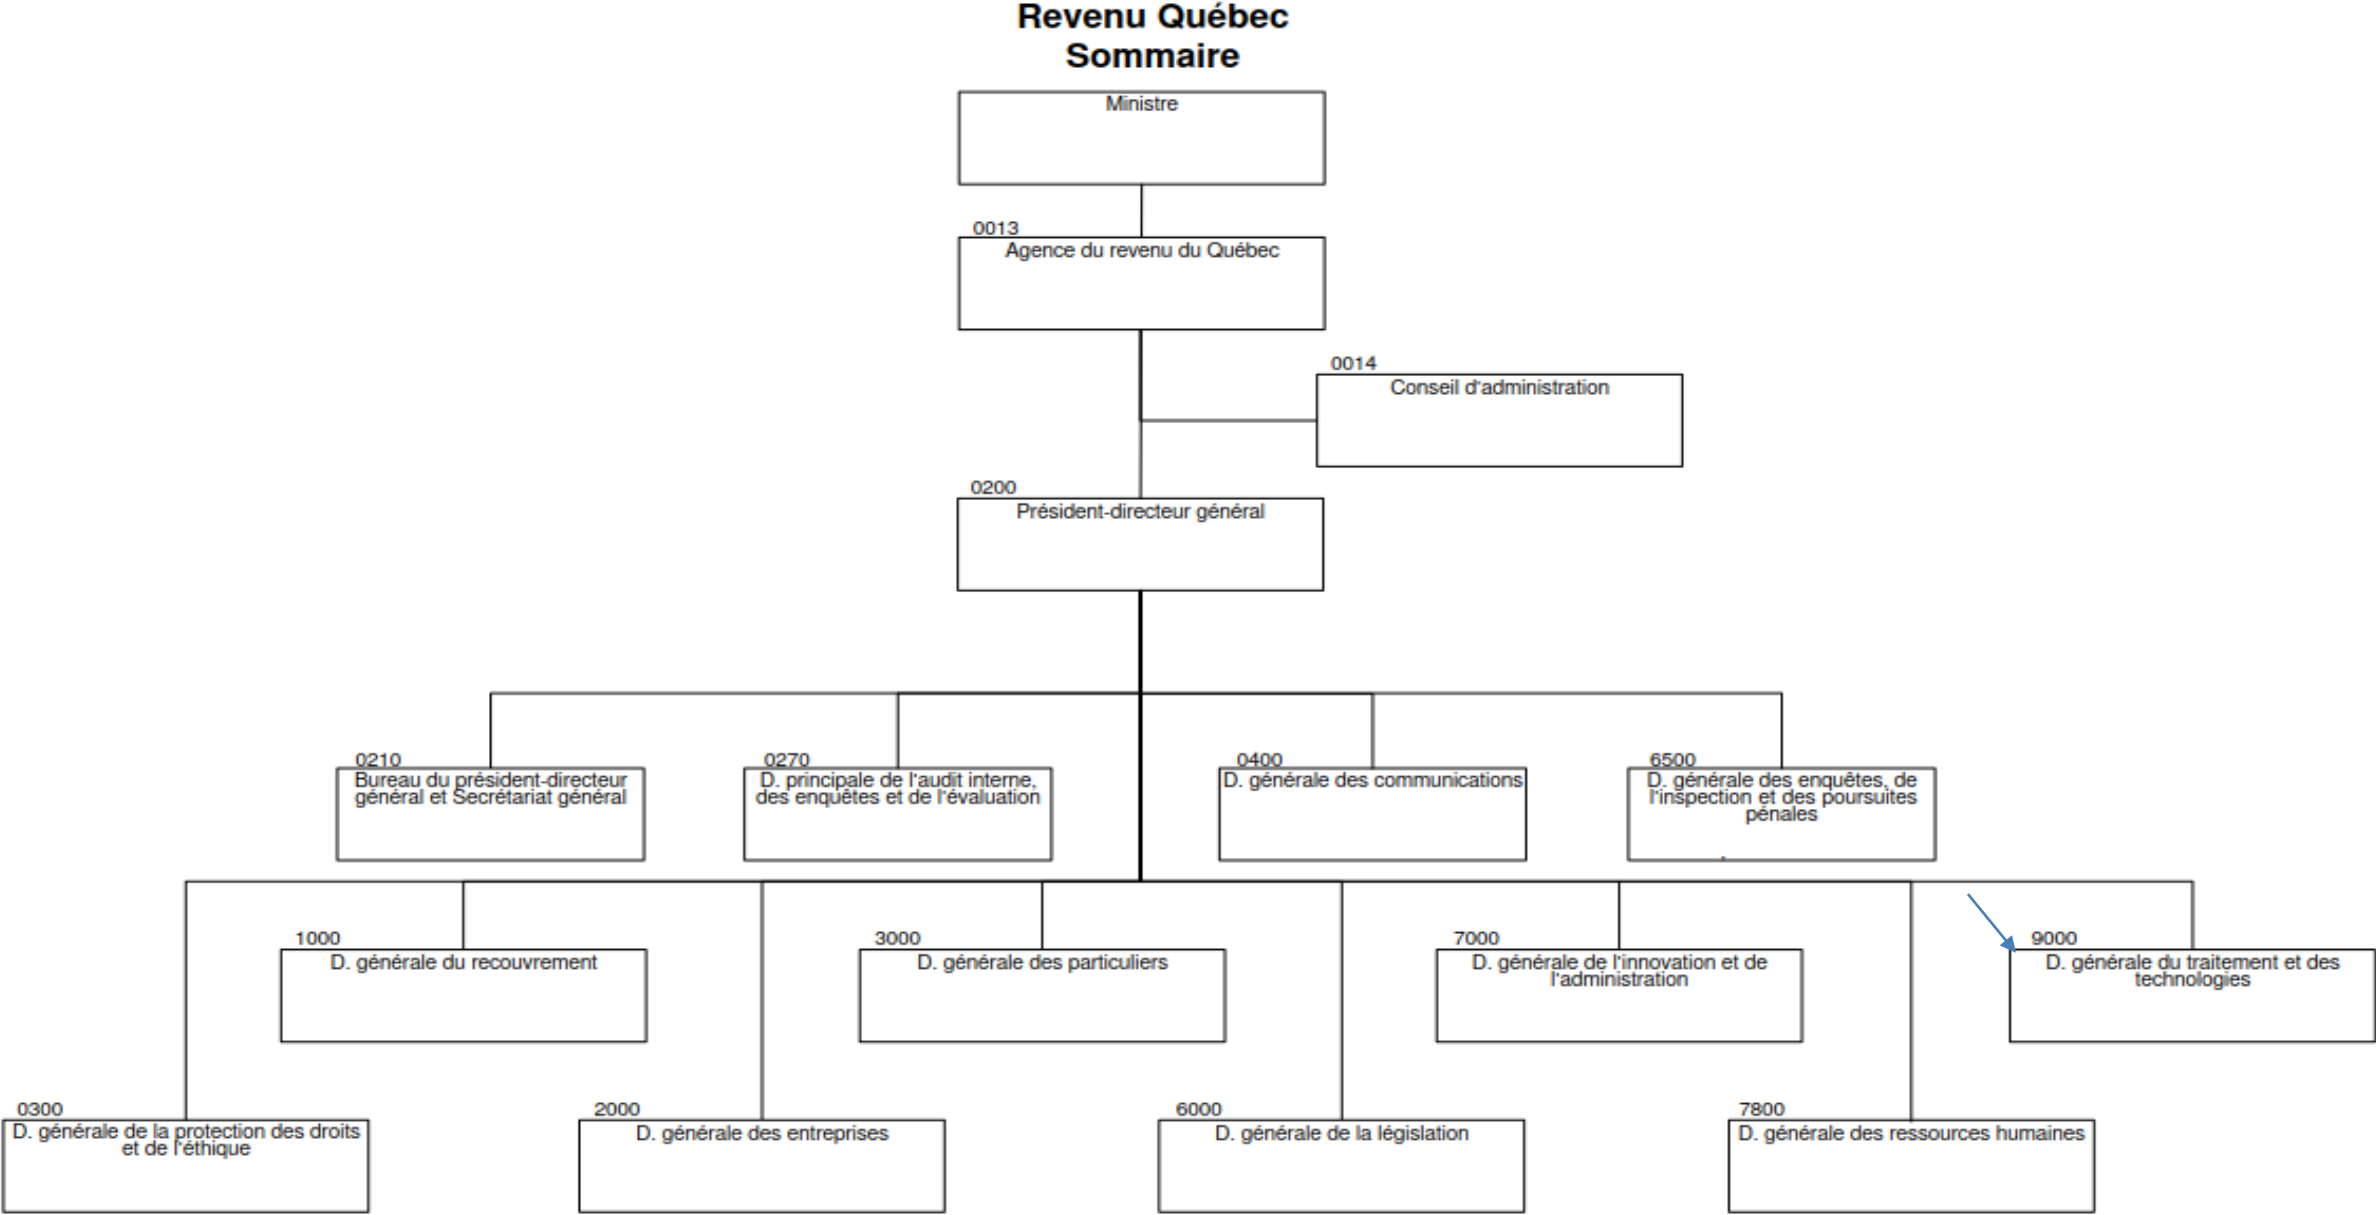 Revenu Québec
Sommaire
Ministre
0013
Agence du revenu du Québec
0014
Conseil d'administration
0200
Président-directeur général
0210
Bureau du président-directeur
général et Secrétariat général
0270
D. principale de l'audit interne,
des enquêtes et de l'évaluation
0400
D. générale des communications
6500
D. générale des enquêtes, de
l'inspection et des poursuites
pénales
1000
D. générale du recouvrement
3000
D. générale des particuliers
7000
D. générale de l'innovation et de
l'administration
9000
D. générale du traitement et des
technologies
0300
D. générale de la protection des droits
et de l'éthique
2000
D. générale des entreprises
6000
D. générale de la législation
7800
D. générale des ressources humaines